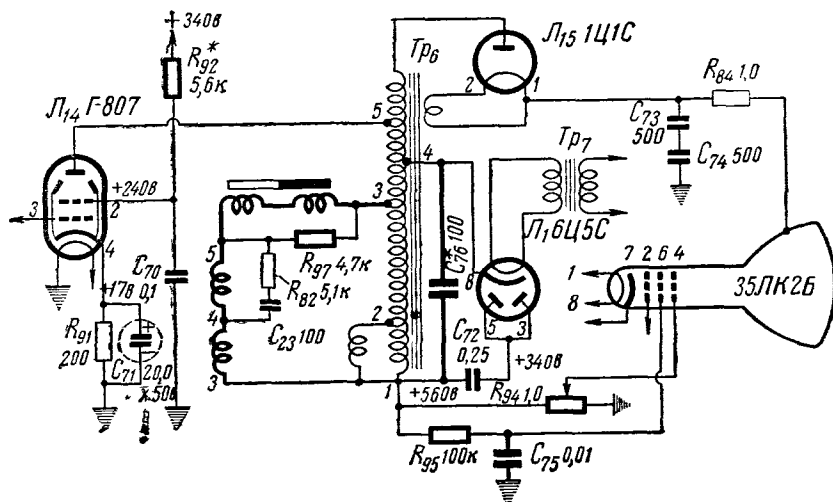 +340в
R92*
5,6к
Л14 Г-807
Тр6
Л15 1Ц1С
R84 1,0
C73
500
C74 500
5
2
1
4
3
+240в
2
3
4
+17в 0,1
C70
R91
200
C71
20,0
50в
5
R97 4,7к
R82 5,1к
4
C23 100
3
2
1
C76* 100
Тр7
Л16Ц5С
8
5
3
C72
0,25
+340в
+560в
R94 1,0
R95 100к
C75 0,01
7 2 6 4
1
8
35ЛК2Б